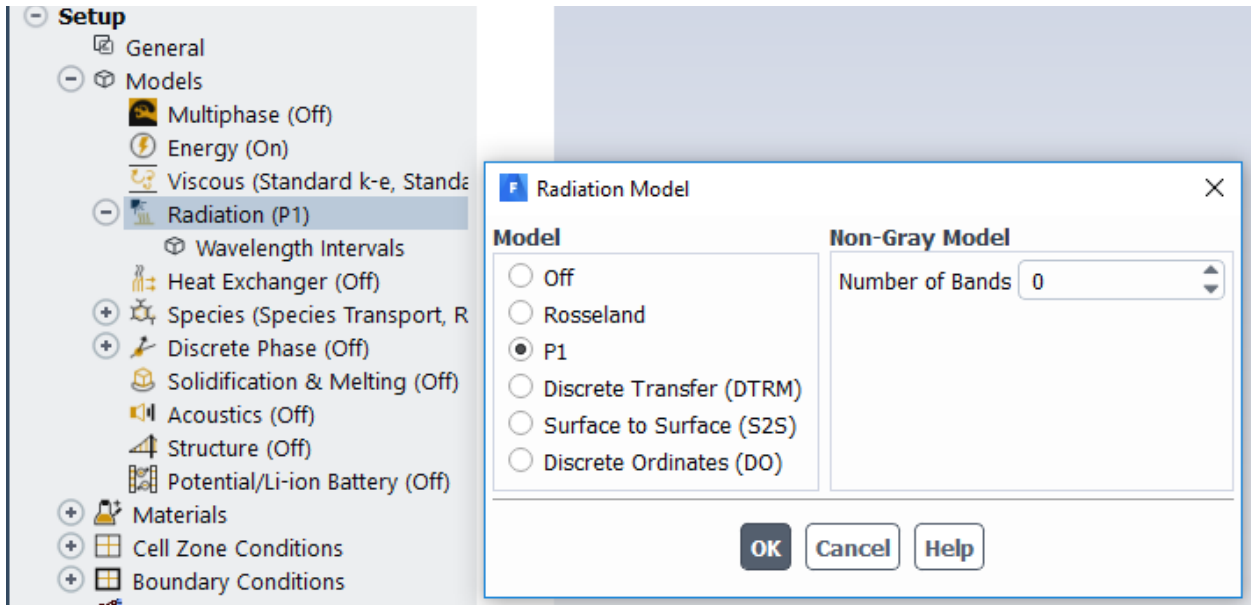 Setup
General
Models
Multiphase (Off)
Energy (On)
Viscous (Standard k-e, Standa
Radiation (P1)
Wavelength Intervals
Heat Exchanger (Off)
Species (Species Transport, R
Discrete Phase (Off)
Solidification & Melting (Off)
Acoustics (Off)
Structure (Off)
Potential/Li-ion Battery (Off)
Materials
Cell Zone Conditions
Boundary Conditions
F Radiation Model
Model
Off
Rosseland
P1
Discrete Transfer (DTRM)
Surface to Surface (S2S)
Discrete Ordinates (DO)
Non-Gray Model
Number of Bands 0
OK Cancel Help